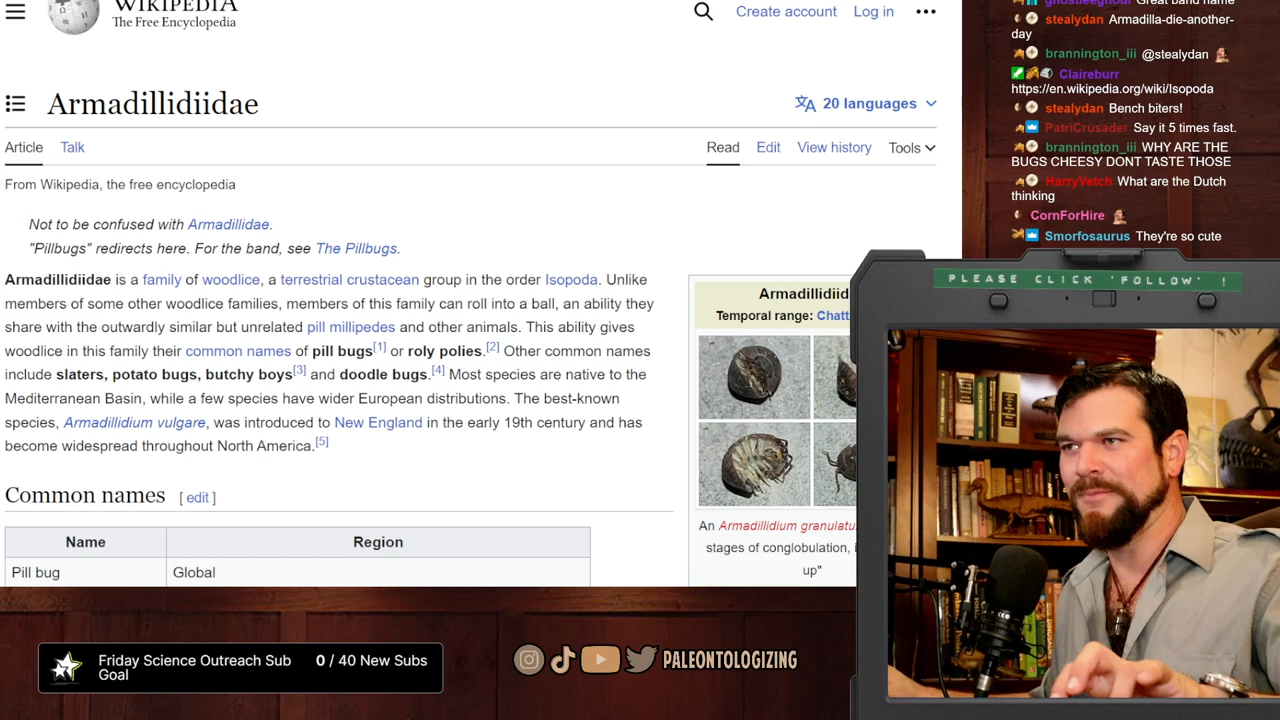 WIKIPEDIA
The Free Encyclopedia
Create account Log in
Armadillidiidae
20 languages
Article Talk
Read Edit View history Tools
From Wikipedia, the free encyclopedia
Not to be confused with Armadillidae.
"Pillbugs" redirects here. For the band, see The Pillbugs.
Armadillidiidae is a family of woodlice, a terrestrial crustacean group in the order Isopoda. Unlike
members of some other woodlice families, members of this family can roll into a ball, an ability they
share with the outwardly similar but unrelated pill millipedes and other animals. This ability gives
woodlice in this family their common names of pill bugs[1] or roly polies.[2] Other common names
include slaters, potato bugs, butchy boys[3] and doodle bugs.[4] Most species are native to the
Mediterranean Basin, while a few species have wider European distributions. The best-known
species, Armadillidium vulgare, was introduced to New England in the early 19th century and has
become widespread throughout North America.[5]
Common names [ edit ]
Name Region
Pill bug Global
Armadillidiid
Temporal range: Chatt
An Armadillidium granulatu
stages of conglobulation, i
up"
ghostleeghour Great band name
stealydan Armadilla-die-another-
day
brannington_iii @stealydan
Claireburr
https://en.wikipedia.org/wiki/Isopoda
stealydan Bench biters!
PatriCrusader Say it 5 times fast.
brannington_iii WHY ARE THE
BUGS CHEESY DONT TASTE THOSE
HarryVetch What are the Dutch
thinking
CornForHire
Smorfosaurus They're so cute
PLEASE CLICK 'FOLLOW' !
Friday Science Outreach Sub
Goal
0 / 40 New Subs
PALEONTOLOGIZING